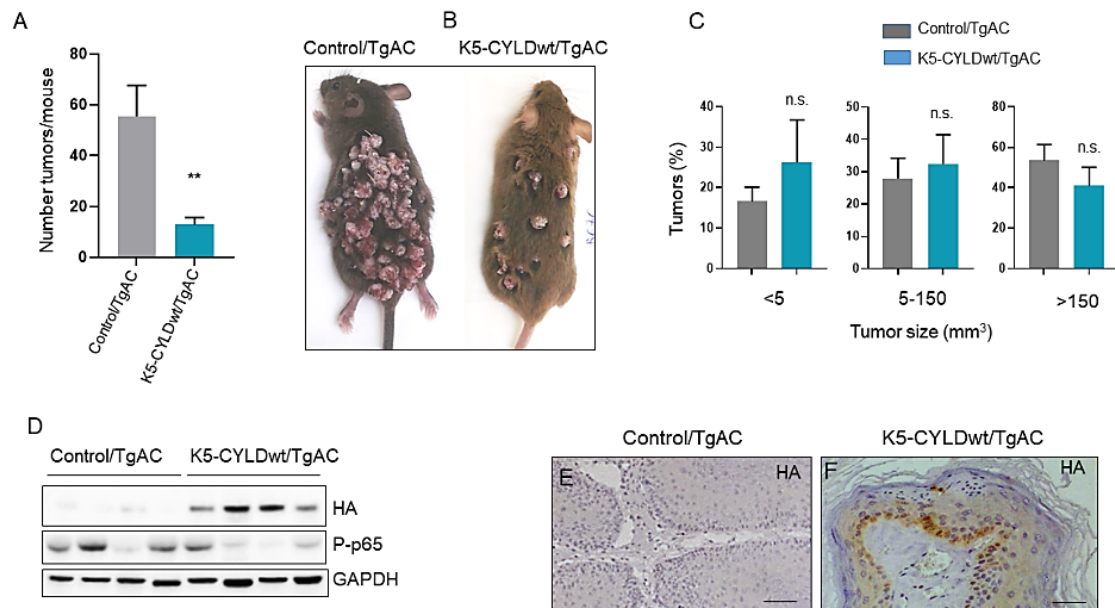 A
Number tumors/mouse
80
60
40
20
0
**
Control/TgAC
K5-CYLDwt/TgAC
B
Control/TgAC
K5-CYLDwt/TgAC
C
Control/TgAC
K5-CYLDwt/TgAC
Tumors (%)
40
30
20
10
0
n.s.
<5
50
40
30
20
10
0
n.s.
5-150
80
60
40
20
0
n.s.
>150
Tumor size (mm³)
D
Control/TgAC
K5-CYLDwt/TgAC
HA
P-p65
GAPDH
Control/TgAC
E
HA
K5-CYLDwt/TgAC
F
HA